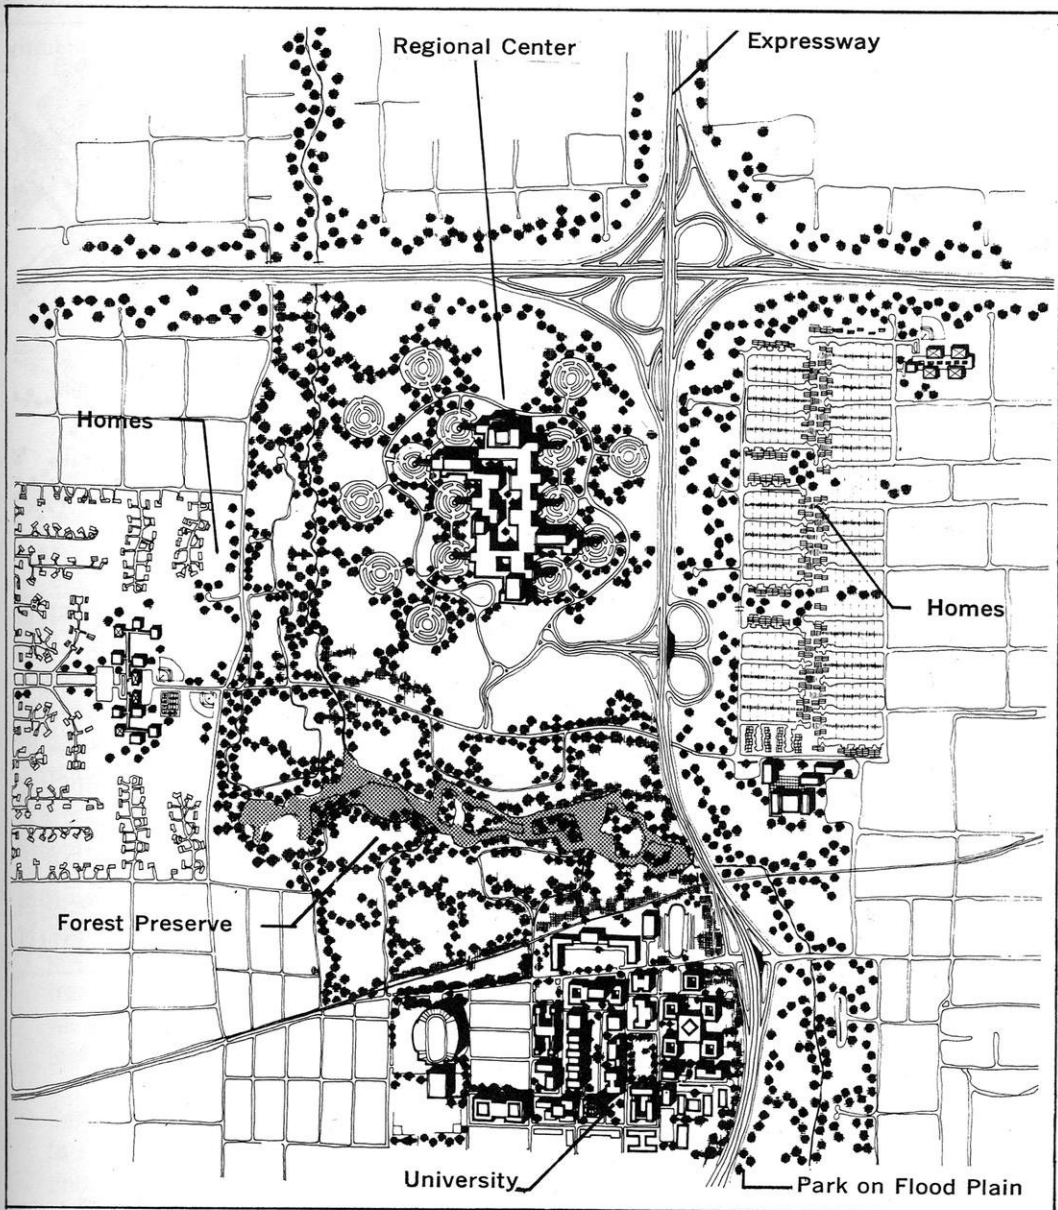 Regional Center
Expressway
Homes
Homes
Forest Preserve
University
Park on Flood Plain